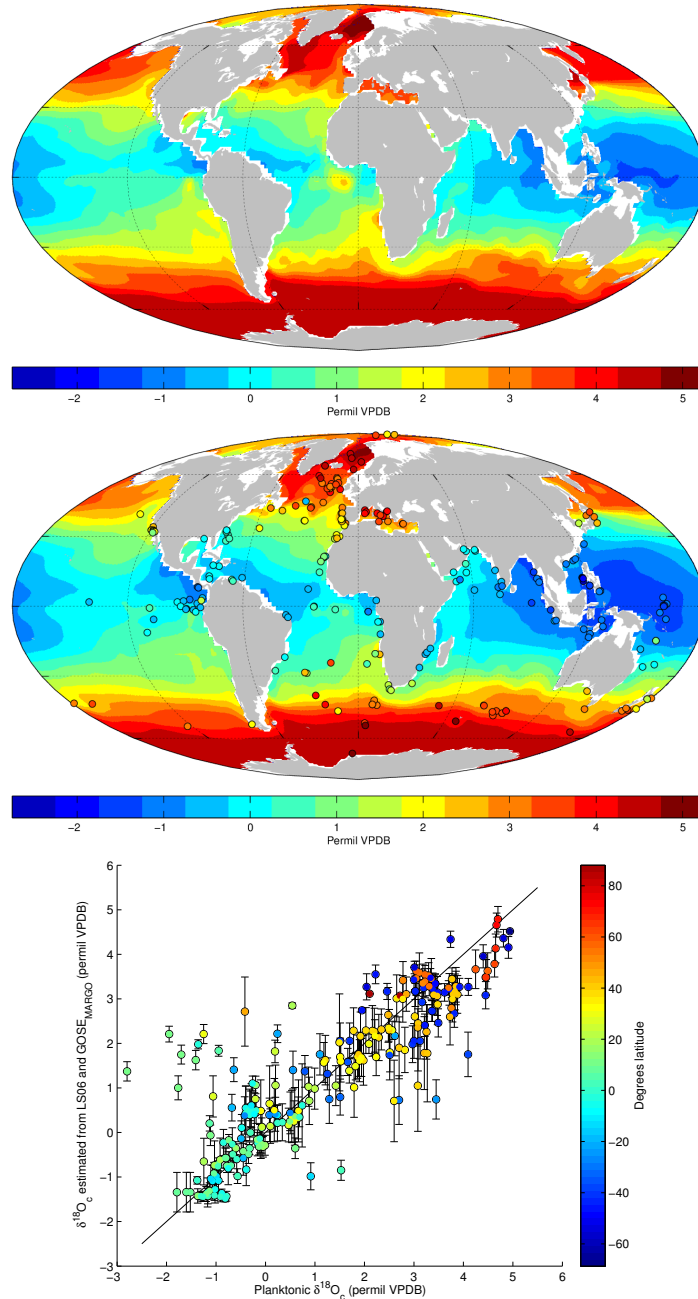 -2 -1 0 1 2 3 4 5
Permil VPDB
-2 -1 0 1 2 3 4 5
Permil VPDB
6
5
4
3
2
1
0
−1
−2
−3
−3 −2 −1 0 1 2 3 4 5 6
δ¹⁸O_c estimated from LS06 and GOSE_MARGO (permil VPDB)
Planktonic δ¹⁸O_c (permil VPDB)
80
60
40
20
0
−20
−40
−60
Degrees latitude